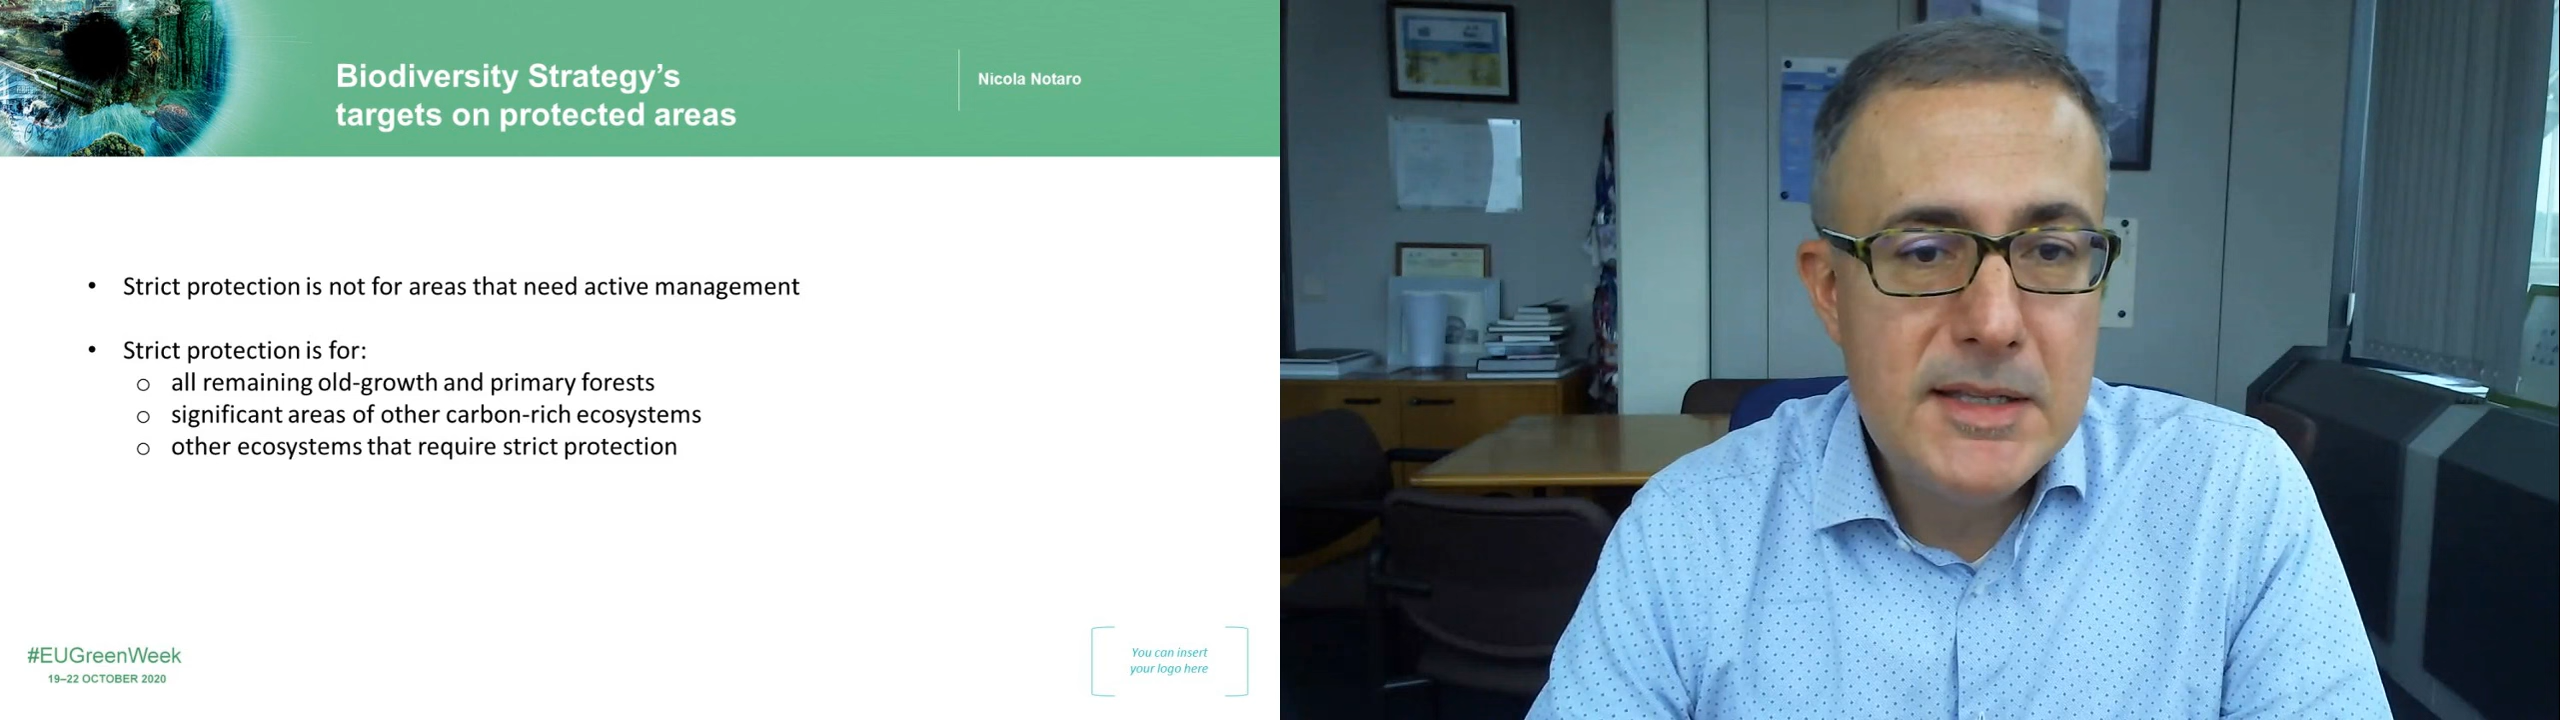 Biodiversity Strategy’s
targets on protected areas
Nicola Notaro
• Strict protection is not for areas that need active management
• Strict protection is for:
o all remaining old-growth and primary forests
o significant areas of other carbon-rich ecosystems
o other ecosystems that require strict protection
#EUGreenWeek
19–22 OCTOBER 2020
You can insert
your logo here